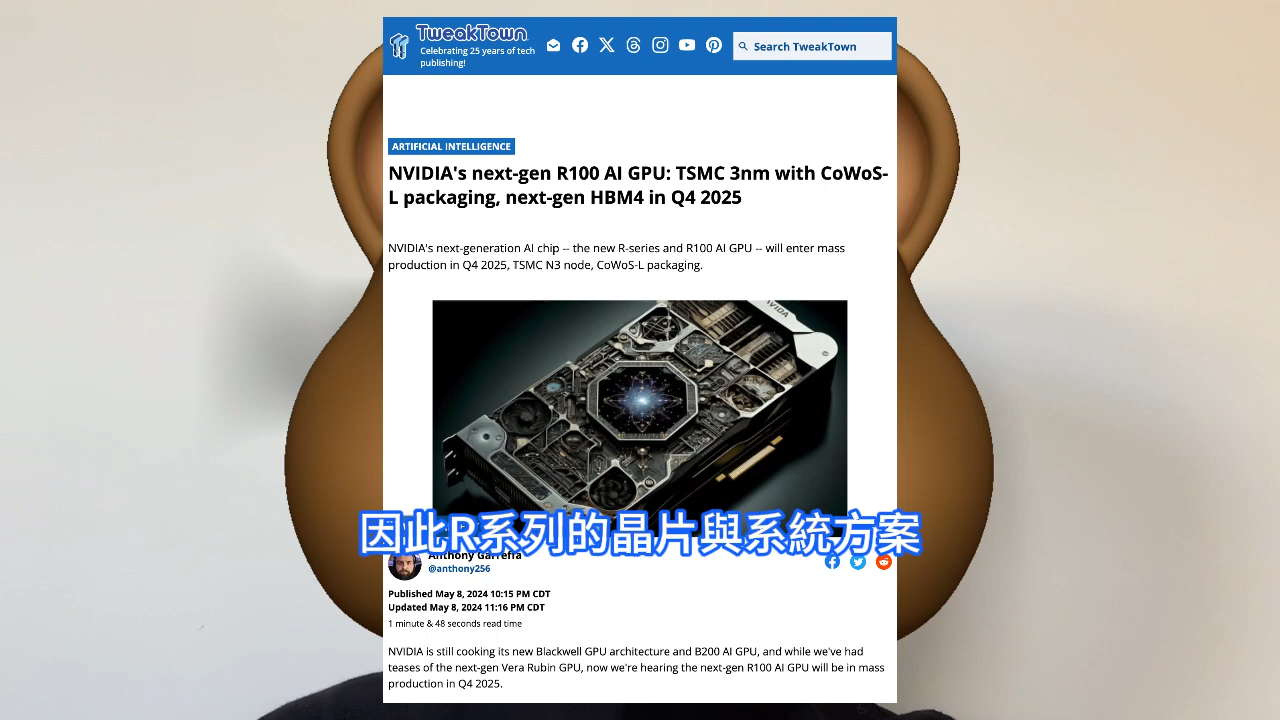 TweakTown
Celebrating 25 years of tech
publishing!
Search TweakTown
ARTIFICIAL INTELLIGENCE
NVIDIA's next-gen R100 AI GPU: TSMC 3nm with CoWoS-
L packaging, next-gen HBM4 in Q4 2025
NVIDIA's next-generation AI chip -- the new R-series and R100 AI GPU -- will enter mass
production in Q4 2025, TSMC N3 node, CoWoS-L packaging.
NVIDIA
因此R系列的晶片與系統方案
Anthony Garreffa
@anthony256
Published May 8, 2024 10:15 PM CDT
Updated May 8, 2024 11:16 PM CDT
1 minute & 48 seconds read time
NVIDIA is still cooking its new Blackwell GPU architecture and B200 AI GPU, and while we've had
teases of the next-gen Vera Rubin GPU, now we're hearing the next-gen R100 AI GPU will be in mass
production in Q4 2025.